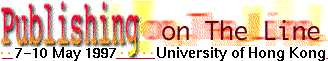 Publishing on The Line
7-10 May 1997 University of Hong Kong